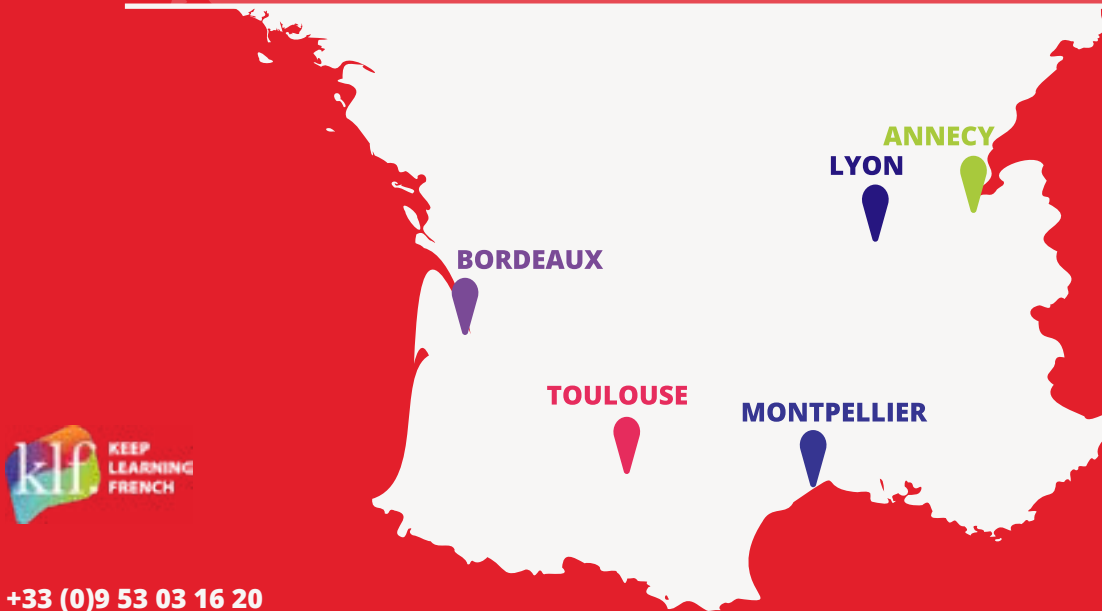 ANNECY
LYON
BORDEAUX
TOULOUSE
MONTPELLIER
klf.
KEEP
LEARNING
FRENCH
+33 (0)9 53 03 16 20